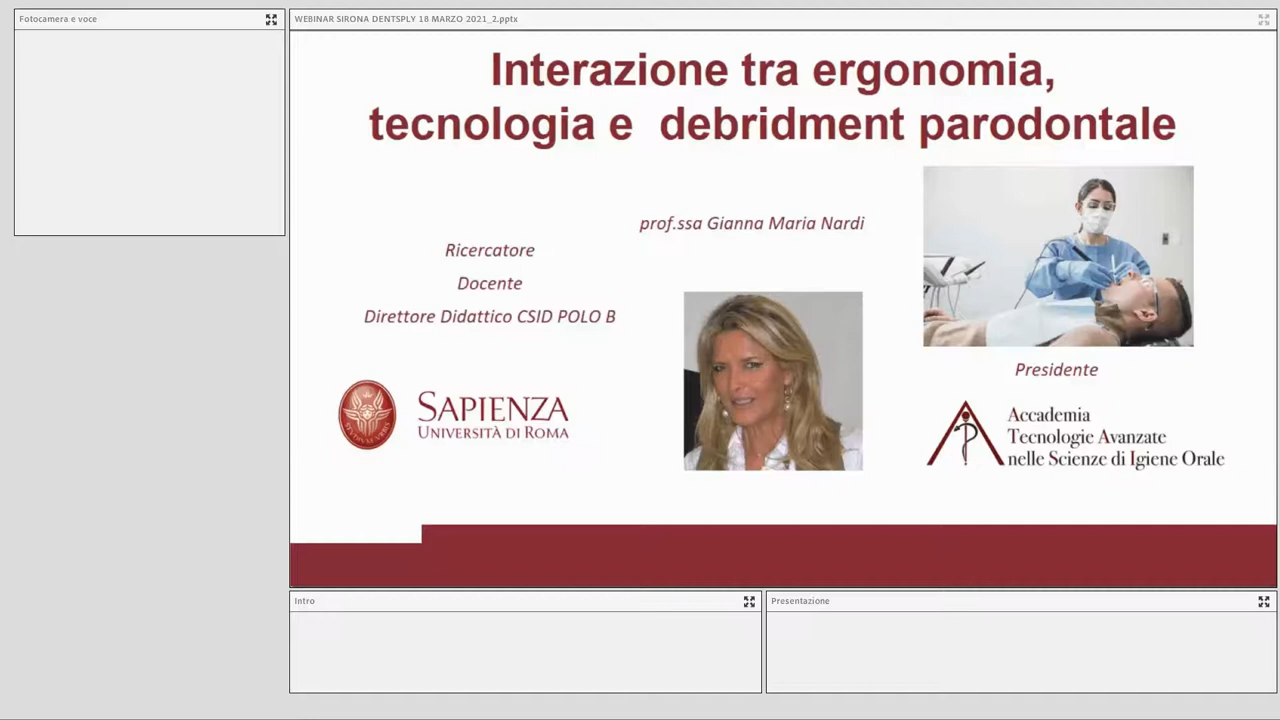 Fotocamera e voce
WEBINAR SIRONA DENTSPLY 18 MARZO 2021_2.pptx
Interazione tra ergonomia,
tecnologia e debridment parodontale
prof.ssa Gianna Maria Nardi
Ricercatore
Docente
Direttore Didattico CSID POLO B
SAPIENZA
UNIVERSITÀ DI ROMA
Presidente
Accademia
Tecnologie Avanzate
nelle Scienze di Igiene Orale
Intro
Presentazione